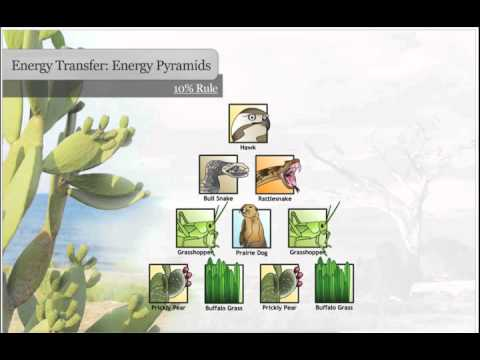 Energy Transfer: Energy Pyramids
10% Rule
Hawk
Bull Snake Rattlesnake
Grasshopper Prairie Dog Grasshopper
Prickly Pear Buffalo Grass Prickly Pear Buffalo Grass